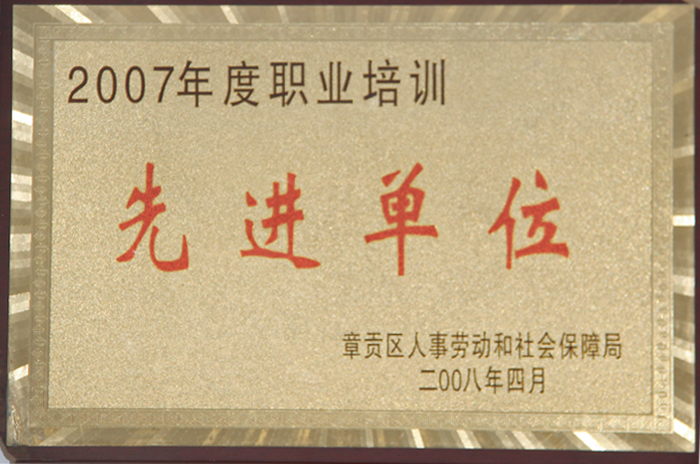 2007年度职业培训
先进单位
章贡区人事劳动和社会保障局
二00八年四月